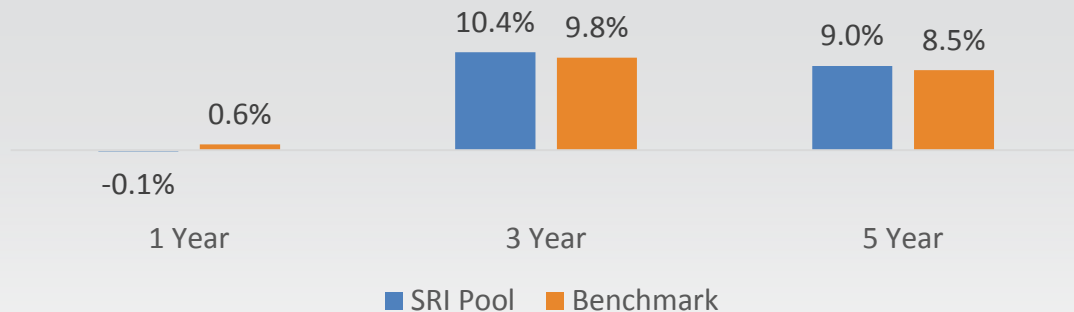 10.4% 9.8% 9.0% 8.5%
0.6%
-0.1%
1 Year 3 Year 5 Year
SRI Pool Benchmark